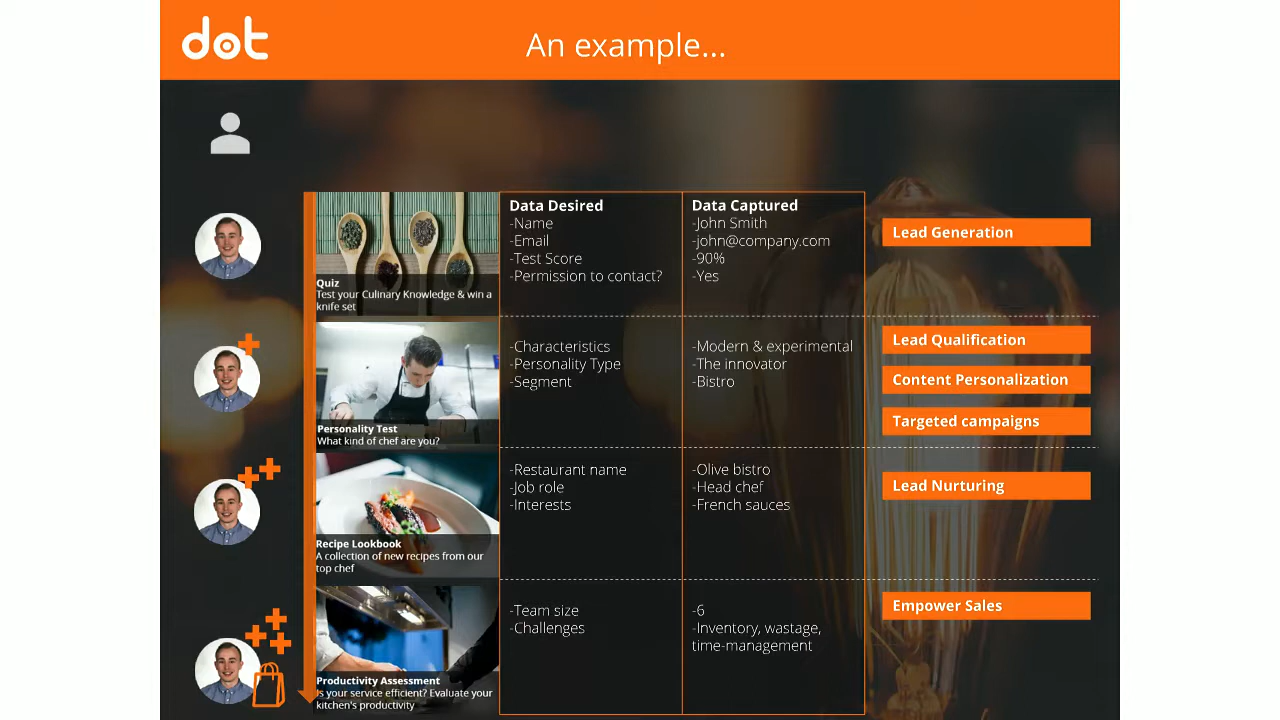 dot
An example...
Quiz
Test your Culinary Knowledge & win a
knife set
Data Desired
-Name
-Email
-Test Score
-Permission to contact?
Data Captured
-John Smith
-john@company.com
-90%
-Yes
Lead Generation
Personality Test
What kind of chef are you?
-Characteristics
-Personality Type
-Segment
-Modern & experimental
-The innovator
-Bistro
Lead Qualification
Content Personalization
Targeted campaigns
Recipe Lookbook
A collection of new recipes from our
top chef
-Restaurant name
-Job role
-Interests
-Olive bistro
-Head chef
-French sauces
Lead Nurturing
Productivity Assessment
Is your service efficient? Evaluate your
kitchen's productivity
-Team size
-Challenges
-6
-Inventory, wastage,
time-management
Empower Sales